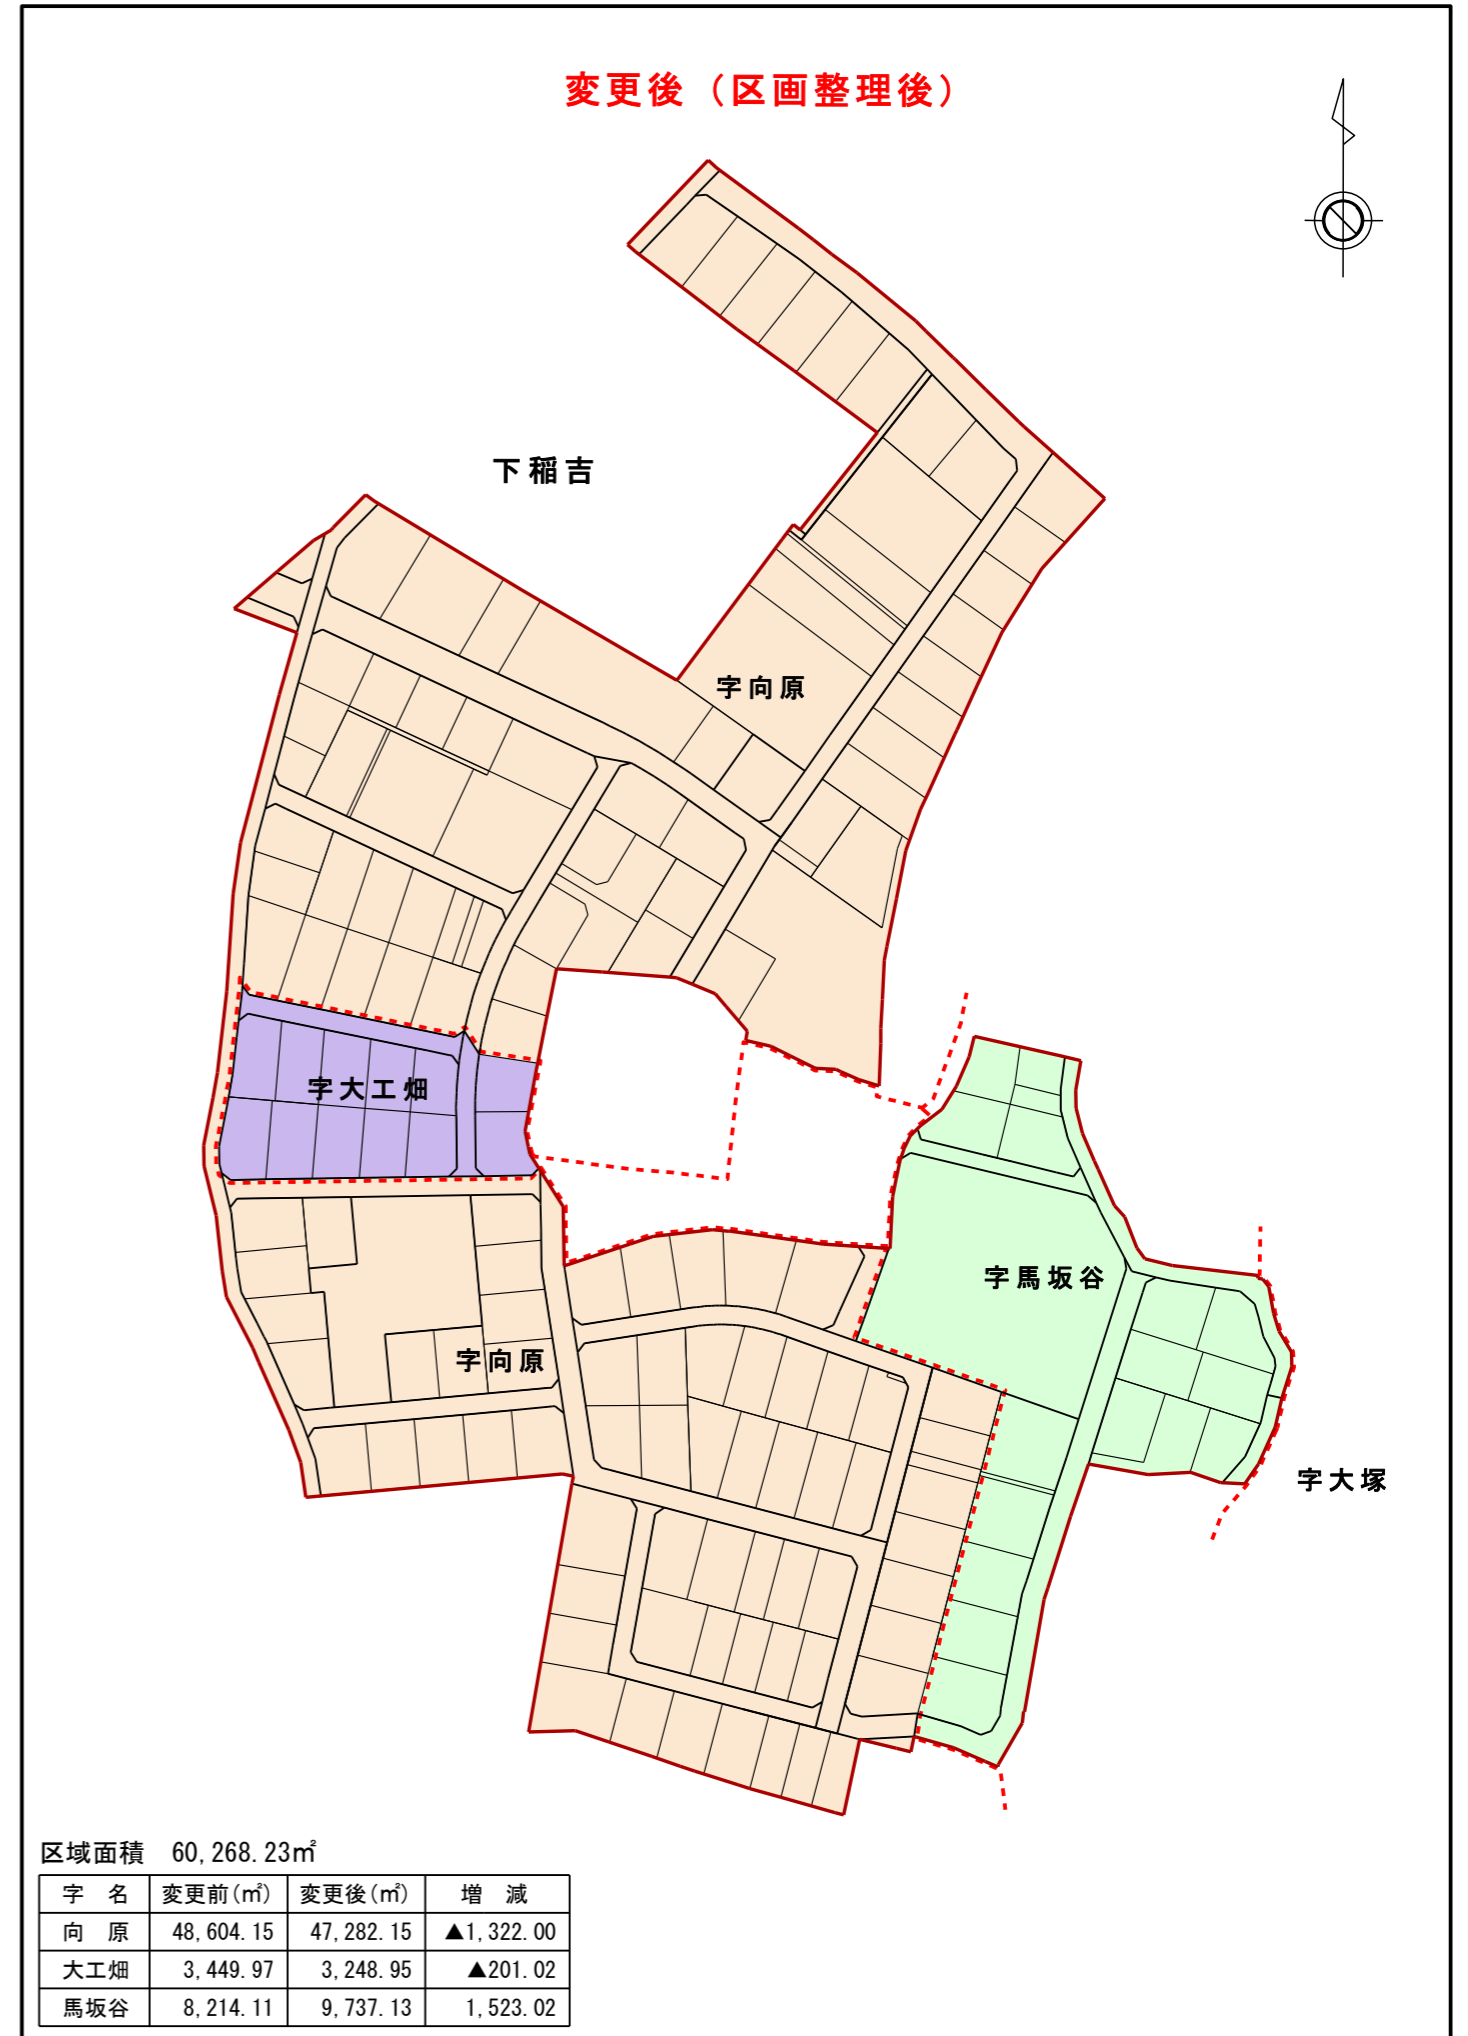 変更後（区画整理後）
下稲吉
字向原
字大工畑
字馬坂谷
字向原
字大塚
区域面積　60,268.23㎡
字　名　変更前(㎡)　変更後(㎡)　増　減
向　原　48,604.15　47,282.15　▲1,322.00
大工畑　3,449.97　3,248.95　▲201.02
馬坂谷　8,214.11　9,737.13　1,523.02